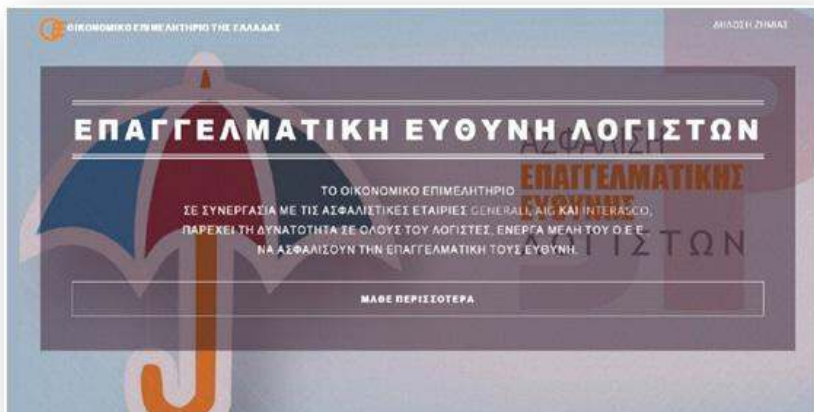 ΟΙΚΟΝΟΜΙΚΟ ΕΠΙΜΕΛΗΤΗΡΙΟ ΤΗΣ ΕΛΛΑΔΑΣ
ΔΗΛΩΣΗ ΖΗΜΙΑΣ
ΕΠΑΓΓΕΛΜΑΤΙΚΗ ΕΥΘΥΝΗ ΛΟΓΙΣΤΩΝ
ΑΣΦΑΛΙΣΗ
ΕΠΑΓΓΕΛΜΑΤΙΚΗΣ
ΕΥΘΥΝΗΣ
ΛΟΓΙΣΤΩΝ
ΤΟ ΟΙΚΟΝΟΜΙΚΟ ΕΠΙΜΕΛΗΤΗΡΙΟ
ΣΕ ΣΥΝΕΡΓΑΣΙΑ ΜΕ ΤΙΣ ΑΣΦΑΛΙΣΤΙΚΕΣ ΕΤΑΙΡΙΕΣ GENERALI, AIG ΚΑΙ INTERASCO,
ΠΑΡΕΧΕΙ ΤΗ ΔΥΝΑΤΟΤΗΤΑ ΣΕ ΟΛΟΥΣ ΤΟΥ ΛΟΓΙΣΤΕΣ, ΕΝΕΡΓΑ ΜΕΛΗ ΤΟΥ Ο.Ε.Ε.
ΝΑ ΑΣΦΑΛΙΣΟΥΝ ΤΗΝ ΕΠΑΓΓΕΛΜΑΤΙΚΗ ΤΟΥΣ ΕΥΘΥΝΗ.
ΜΑΘΕ ΠΕΡΙΣΣΟΤΕΡΑ